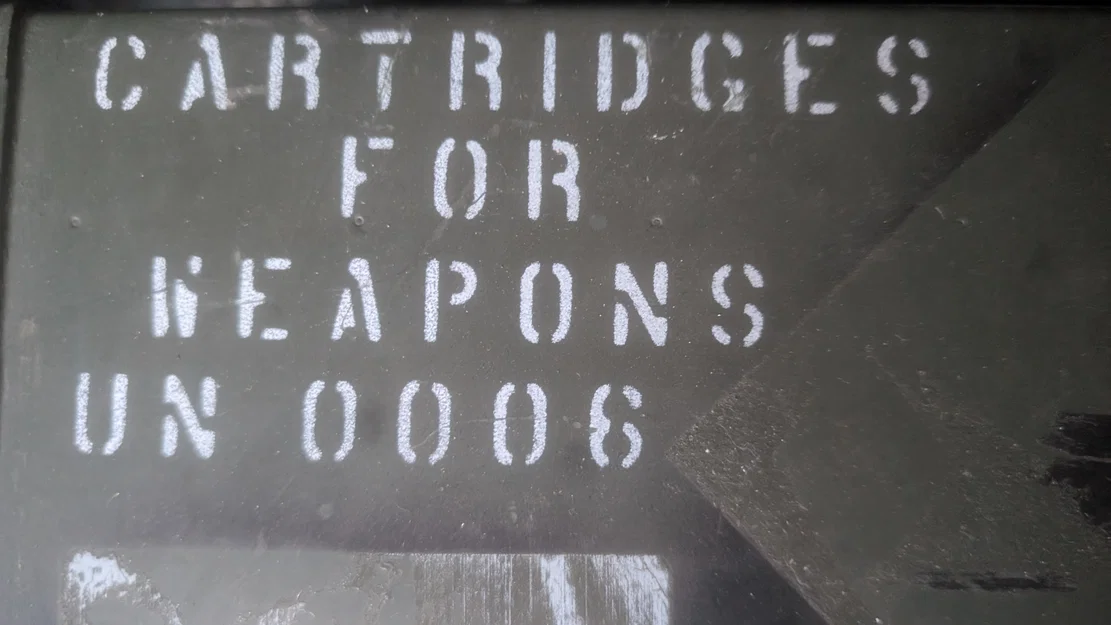 CARTRIDGES
FOR
WEAPONS
UN 0006